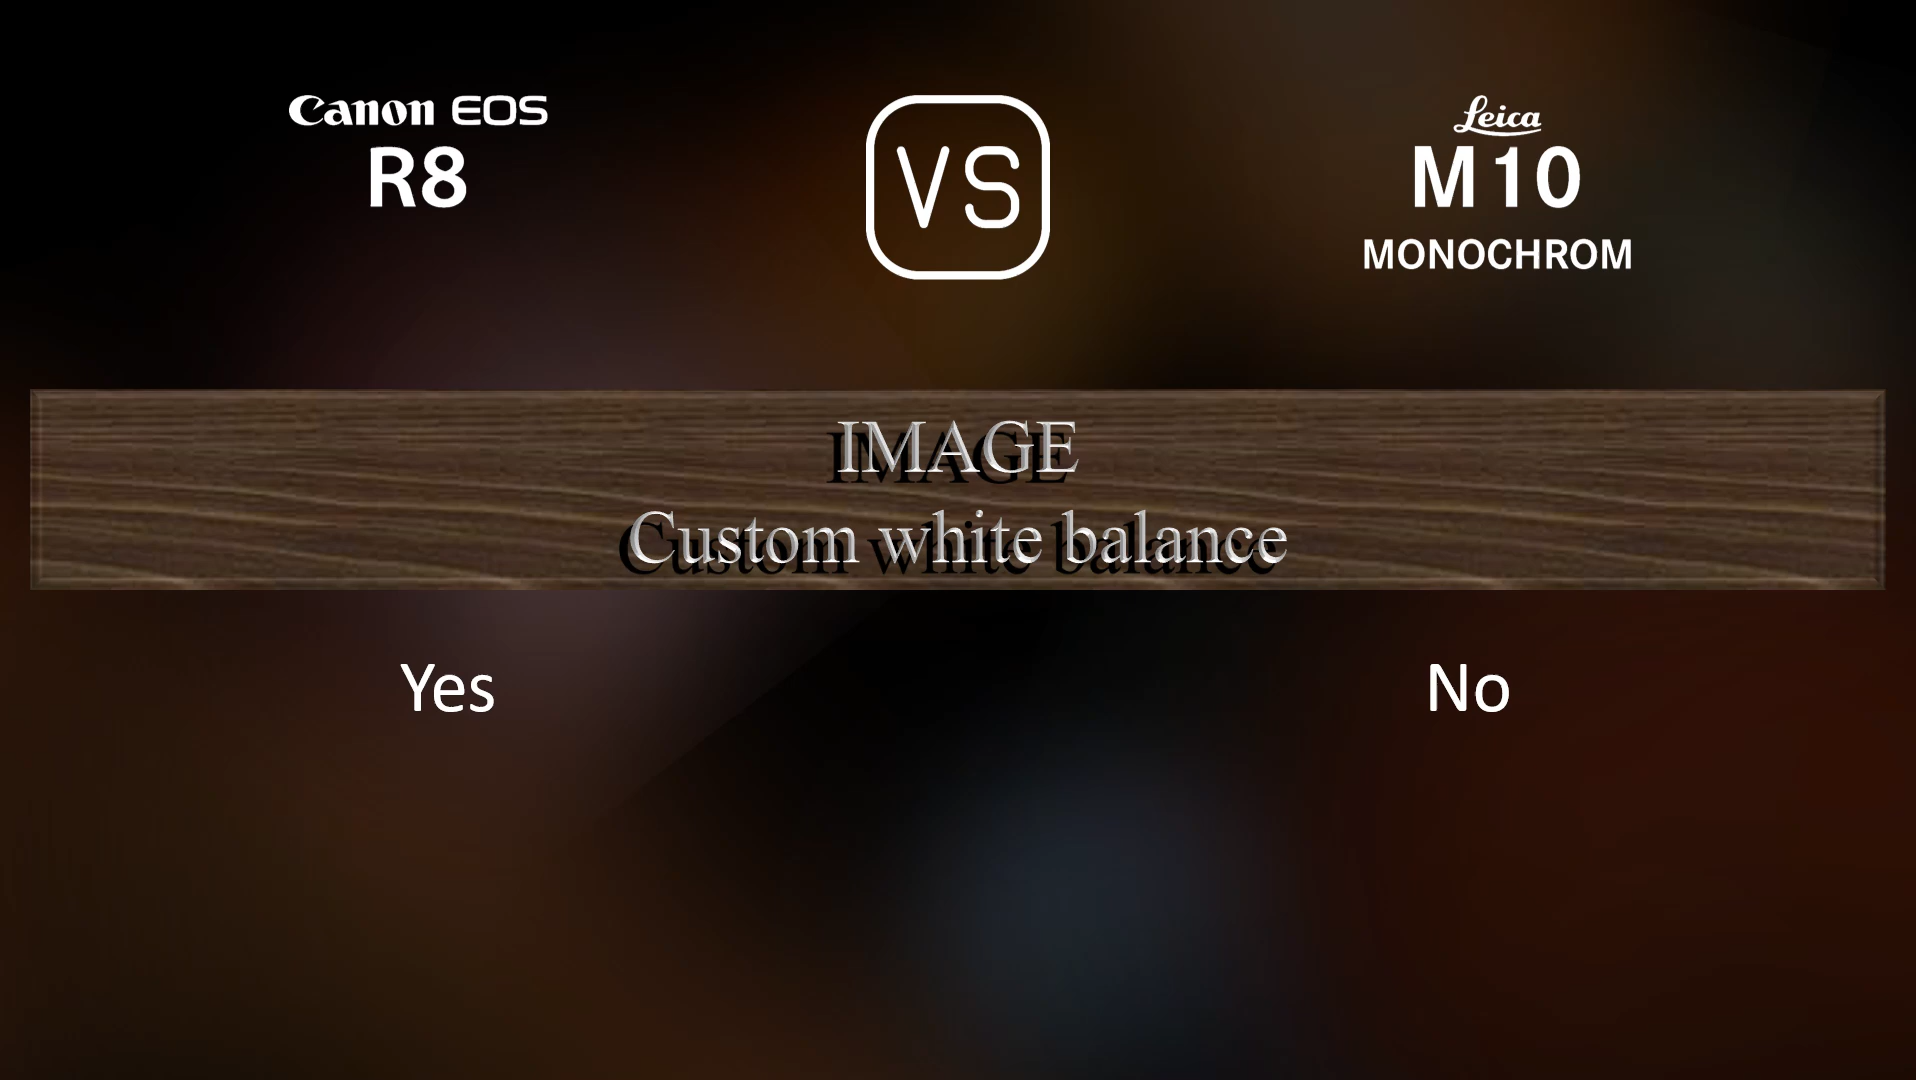 Canon EOS
R8
VS
Leica
M10
MONOCHROM
IMAGE
Custom white balance
Yes
No